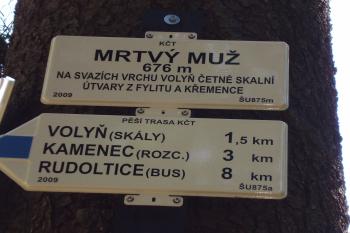 KČT
MRTVÝ MUŽ
676 m
NA SVAZÍCH VRCHU VOLYŇ ČETNÉ SKALNÍ
ÚTVARY Z FYLITU A KŘEMENCE
2009 ŠU875m
PĚŠÍ TRASA KČT
VOLYŇ (SKÁLY) 1,5 km
KAMENEC (ROZC.) 3 km
RUDOLTICE (BUS) 8 km
2009 ŠU875a